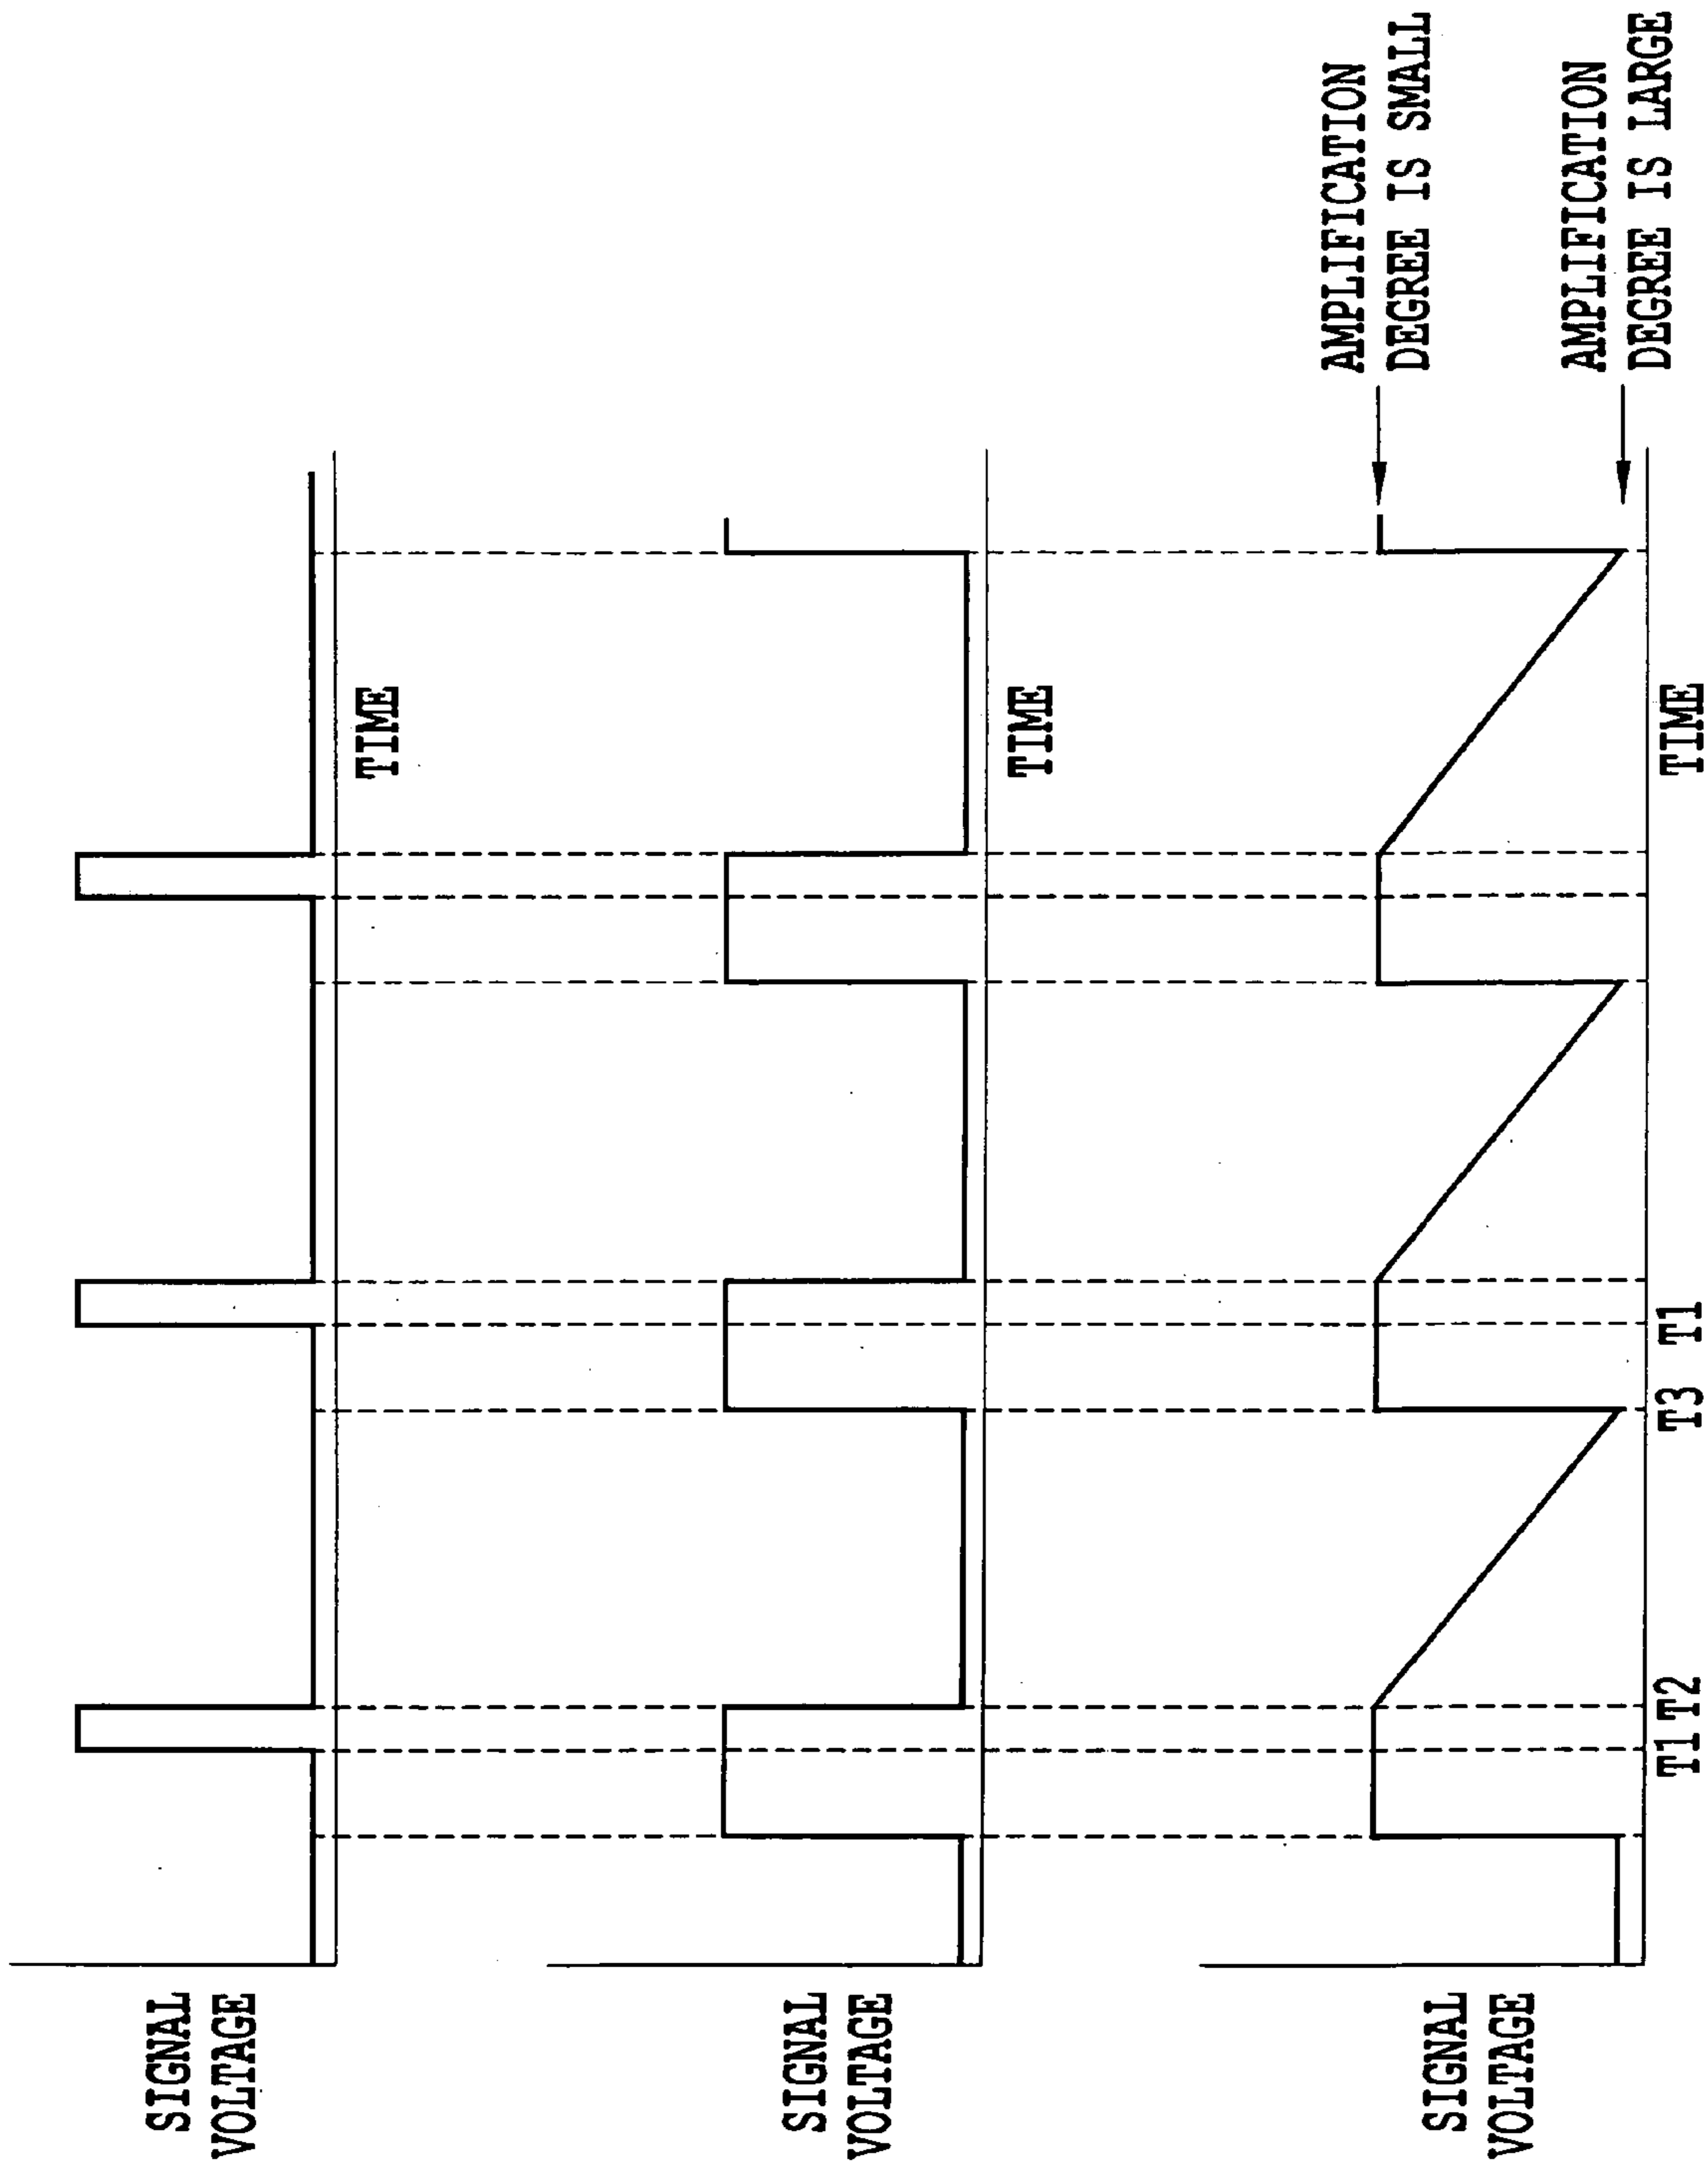 SIGNAL
VOLTAGE
TIME
SIGNAL
VOLTAGE
TIME
SIGNAL
VOLTAGE
AMPLIFICATION
DEGREE IS SMALL
AMPLIFICATION
DEGREE IS LARGE
T1 T2 T3 T1 TIME